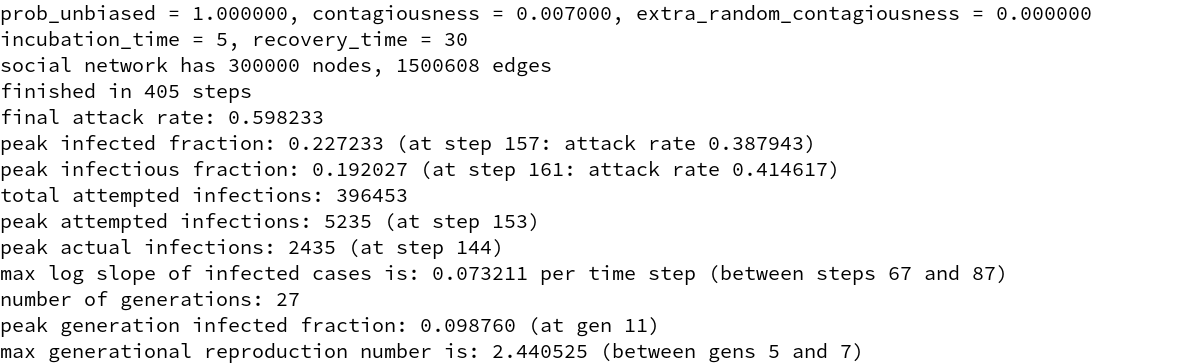 prob_unbiased = 1.000000, contagiousness = 0.007000, extra_random_contagiousness = 0.000000
incubation_time = 5, recovery_time = 30
social network has 300000 nodes, 1500608 edges
finished in 405 steps
final attack rate: 0.598233
peak infected fraction: 0.227233 (at step 157: attack rate 0.387943)
peak infectious fraction: 0.192027 (at step 161: attack rate 0.414617)
total attempted infections: 396453
peak attempted infections: 5235 (at step 153)
peak actual infections: 2435 (at step 144)
max log slope of infected cases is: 0.073211 per time step (between steps 67 and 87)
number of generations: 27
peak generation infected fraction: 0.098760 (at gen 11)
max generational reproduction number is: 2.440525 (between gens 5 and 7)